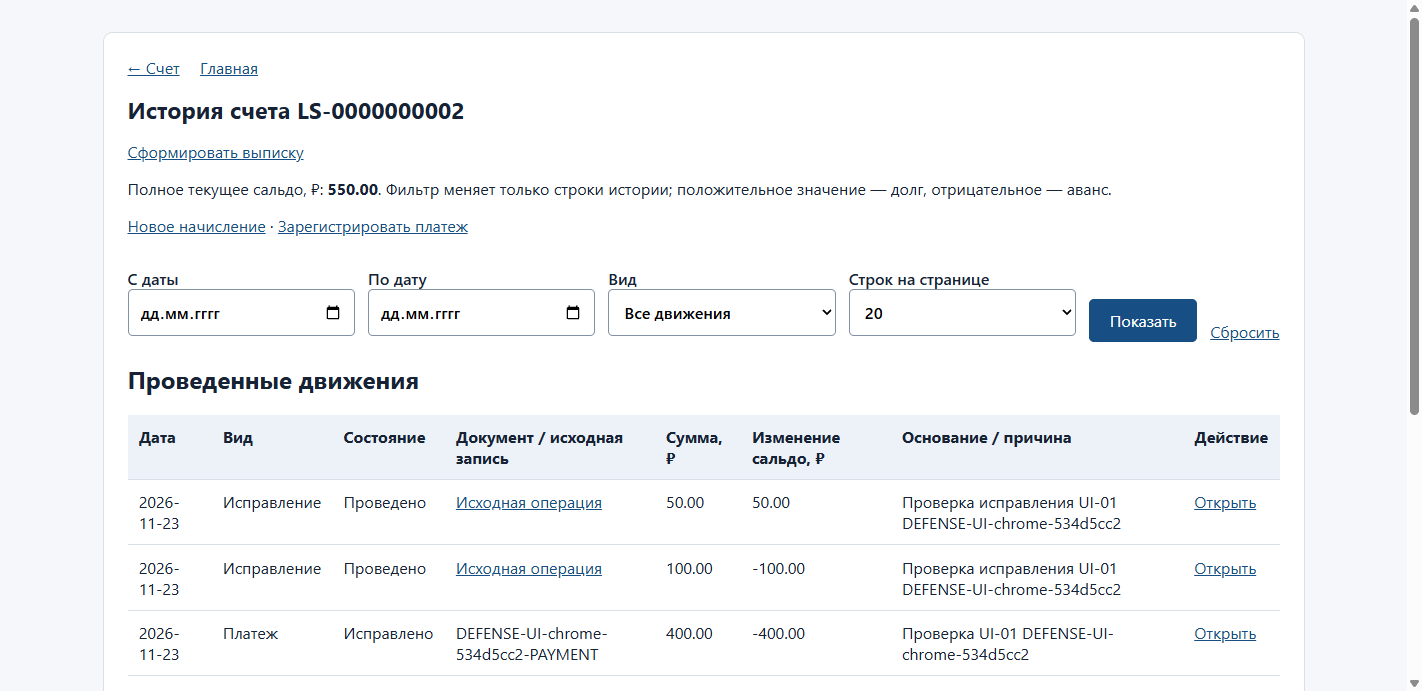 ← Счет Главная
История счета LS-0000000002
Сформировать выписку
Полное текущее сальдо, ₽: 550.00. Фильтр меняет только строки истории; положительное значение — долг, отрицательное — аванс.
Новое начисление · Зарегистрировать платеж
С даты По дату Вид Строк на странице
дд.мм.гггг дд.мм.гггг Все движения 20 Показать Сбросить
Проведенные движения
Дата Вид Состояние Документ / исходная Сумма, Изменение Основание / причина Действие
запись ₽ сальдо, ₽
2026- Исправление Проведено Исходная операция 50.00 50.00 Проверка исправления UI-01 Открыть
11-23 DEFENSE-UI-chrome-534d5cc2
2026- Исправление Проведено Исходная операция 100.00 -100.00 Проверка исправления UI-01 Открыть
11-23 DEFENSE-UI-chrome-534d5cc2
2026- Платеж Исправлено DEFENSE-UI-chrome- 400.00 -400.00 Проверка UI-01 DEFENSE-UI- Открыть
11-23 534d5cc2-PAYMENT chrome-534d5cc2